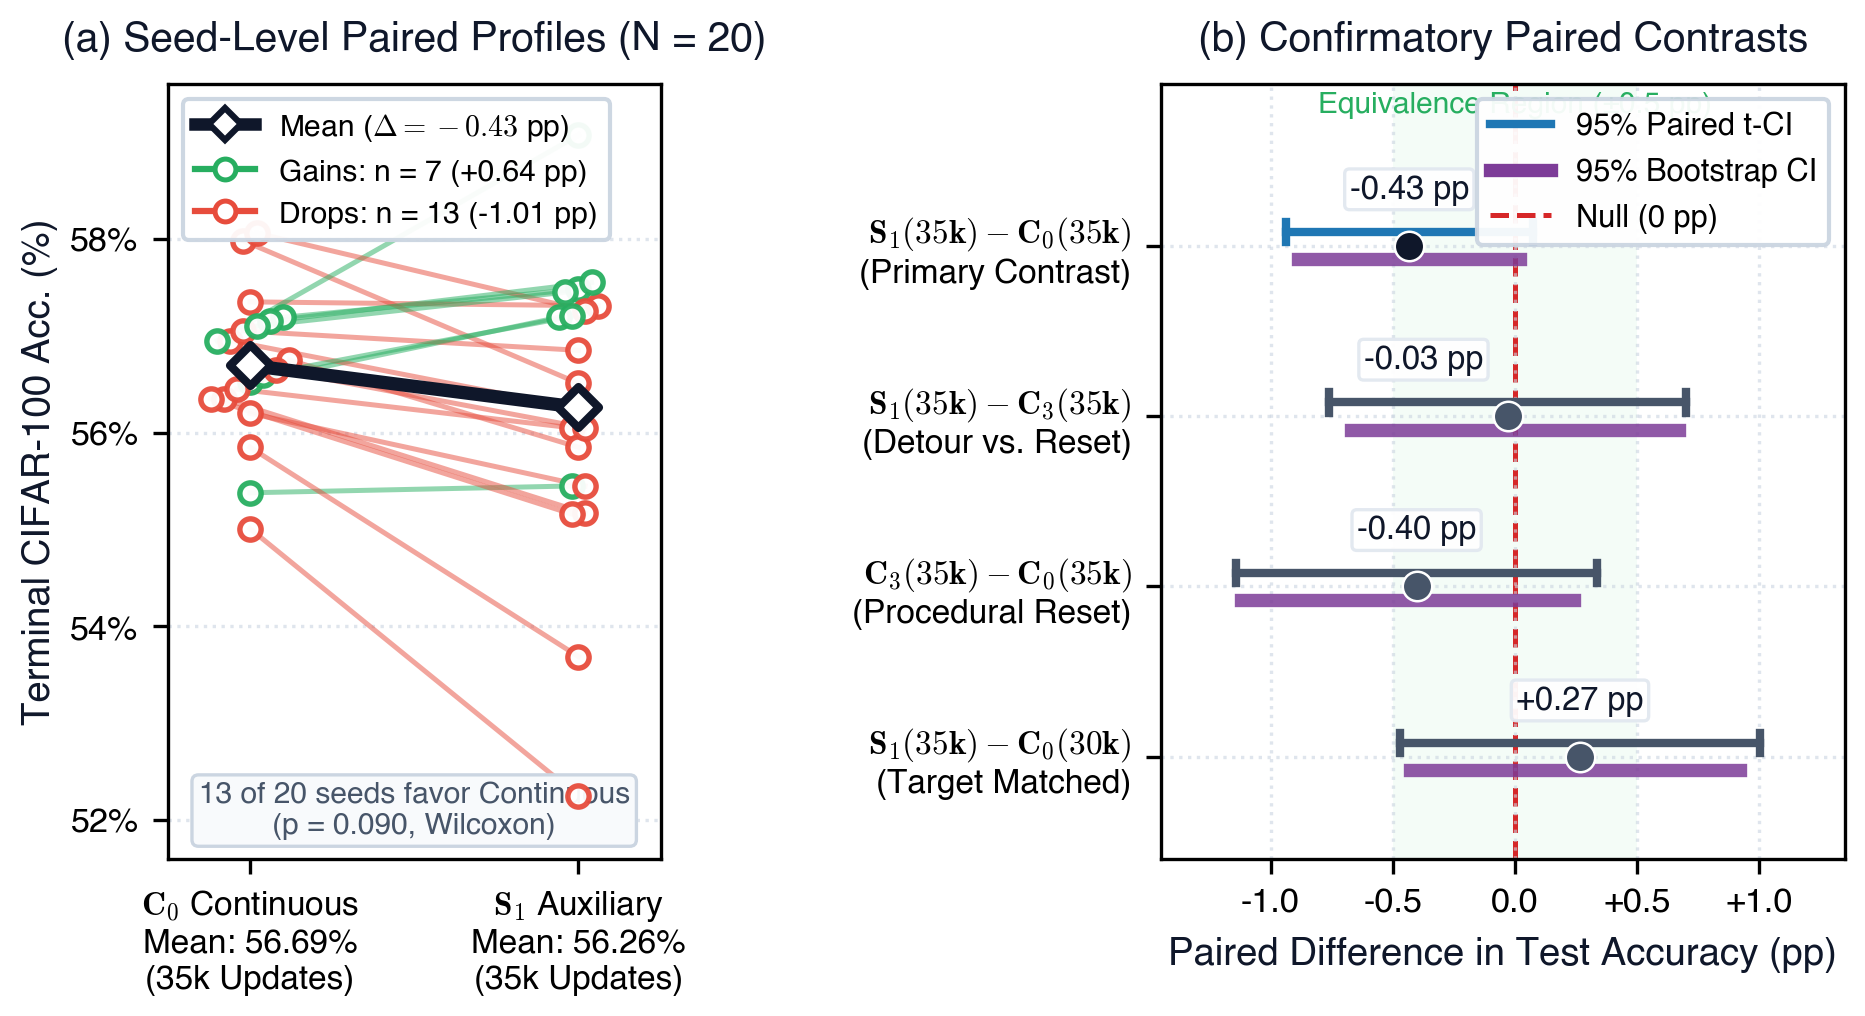 (a) Seed-Level Paired Profiles (N = 20)
Mean (Δ = −0.43 pp)
Gains: n = 7 (+0.64 pp)
Drops: n = 13 (-1.01 pp)
Terminal CIFAR-100 Acc. (%)
58%
56%
54%
52%
13 of 20 seeds favor Continuous
(p = 0.090, Wilcoxon)
C₀ Continuous
Mean: 56.69%
(35k Updates)
S₁ Auxiliary
Mean: 56.26%
(35k Updates)
(b) Confirmatory Paired Contrasts
Equivalence Region (±0.5 pp)
95% Paired t-CI
95% Bootstrap CI
Null (0 pp)
S₁(35k) − C₀(35k)
(Primary Contrast)
-0.43 pp
S₁(35k) − C₃(35k)
(Detour vs. Reset)
-0.03 pp
C₃(35k) − C₀(35k)
(Procedural Reset)
-0.40 pp
S₁(35k) − C₀(30k)
(Target Matched)
+0.27 pp
-1.0
-0.5
0.0
+0.5
+1.0
Paired Difference in Test Accuracy (pp)